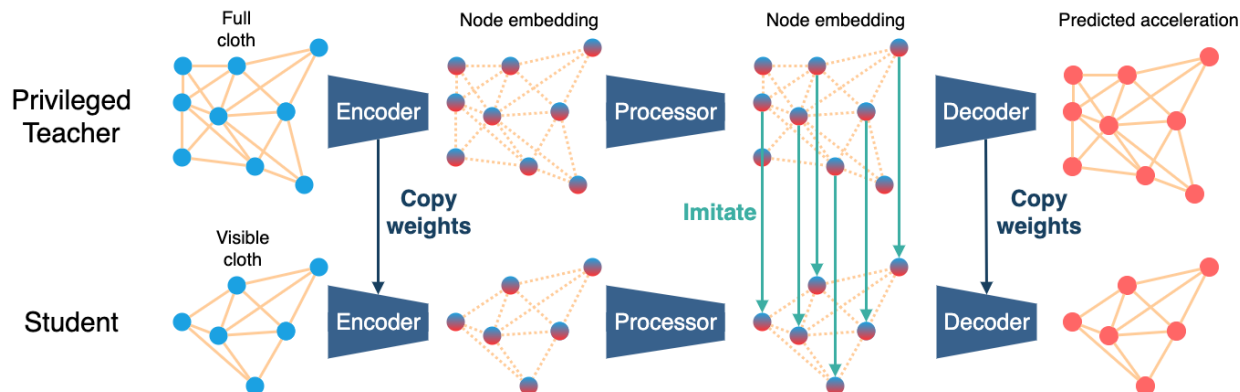 Full
cloth
Node embedding
Node embedding
Predicted acceleration
Privileged
Teacher
Encoder
Processor
Decoder
Copy
weights
Imitate
Copy
weights
Visible
cloth
Student
Encoder
Processor
Decoder